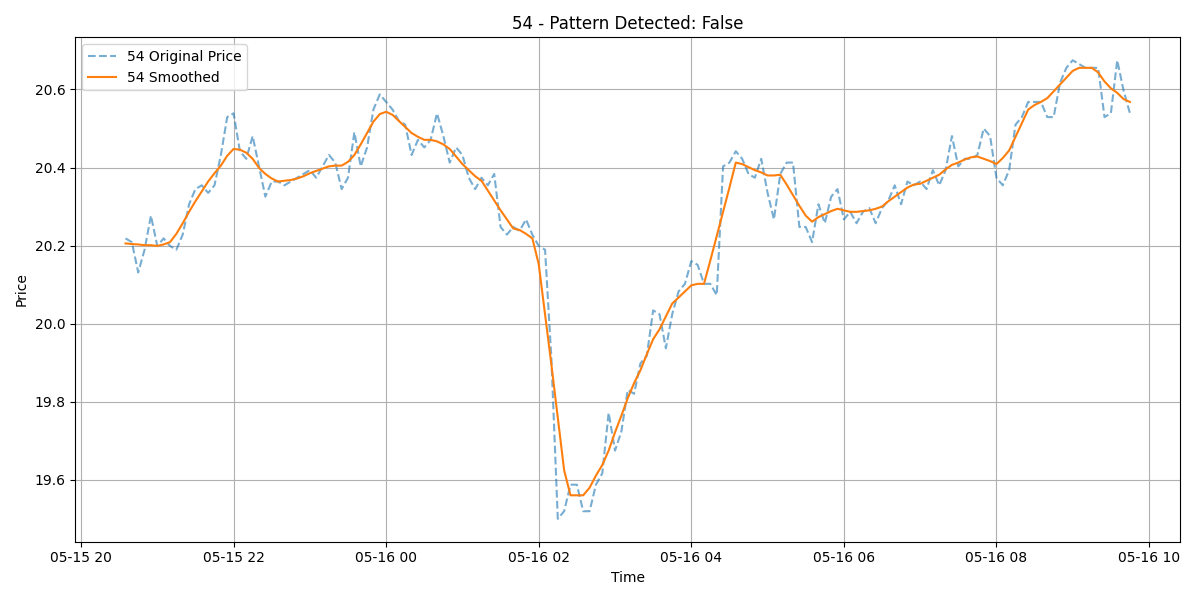 54 - Pattern Detected: False
54 Original Price
54 Smoothed
Price
20.6
20.4
20.2
20.0
19.8
19.6
05-15 20 05-15 22 05-16 00 05-16 02 05-16 04 05-16 06 05-16 08 05-16 10
Time